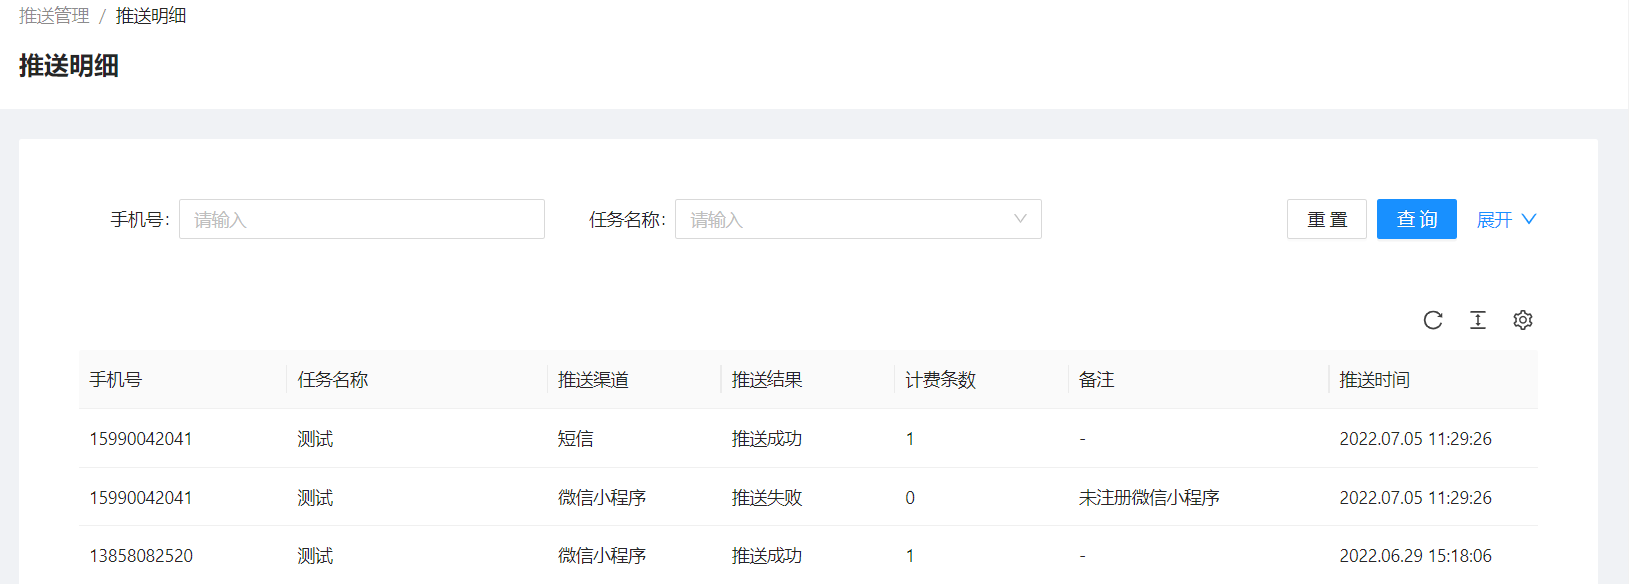 推送管理 / 推送明细
推送明细
手机号: 请输入 任务名称: 请输入 重 置 查 询 展开
手机号 任务名称 推送渠道 推送结果 计费条数 备注 推送时间
15990042041 测试 短信 推送成功 1 - 2022.07.05 11:29:26
15990042041 测试 微信小程序 推送失败 0 未注册微信小程序 2022.07.05 11:29:26
13858082520 测试 微信小程序 推送成功 1 - 2022.06.29 15:18:06